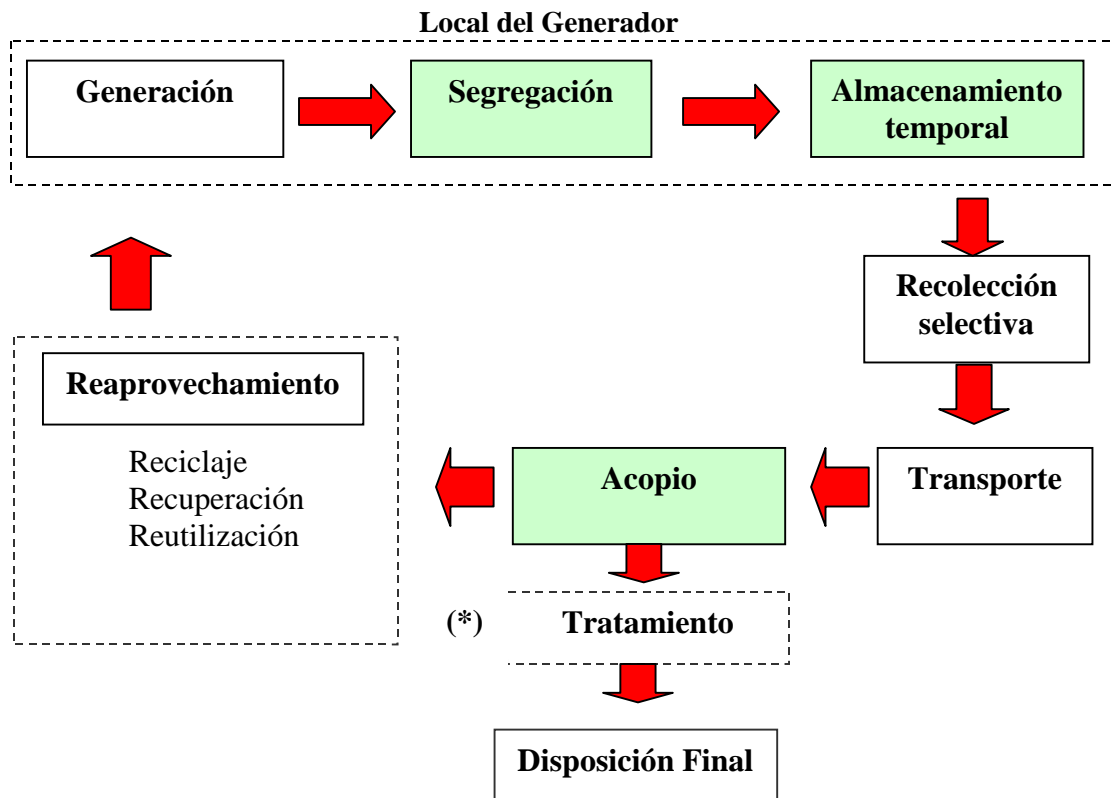 Local del Generador
Generación
Segregación
Almacenamiento
temporal
Recolección
selectiva
Reaprovechamiento
Reciclaje
Recuperación
Reutilización
Acopio
Transporte
(*)
Tratamiento
Disposición Final